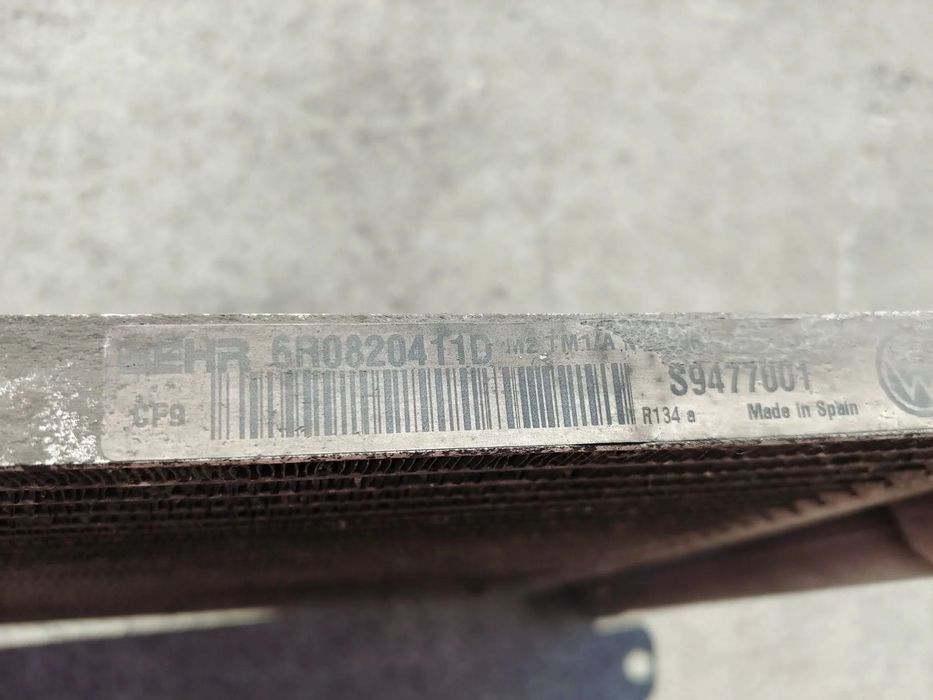 BEHR 6R0820411D
S9477001
CF9
R134 a Made in Spain